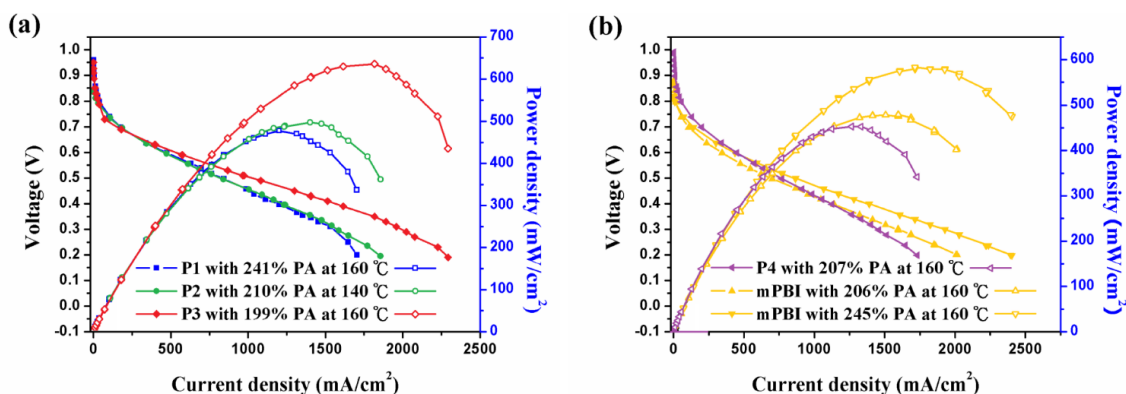 (a)
Voltage (V)
1.0
0.9
0.8
0.7
0.6
0.5
0.4
0.3
0.2
0.1
0.0
-0.1
700
600
500
400
300
200
100
0
Power density (mW/cm²)
P1 with 241% PA at 160 ℃
P2 with 210% PA at 140 ℃
P3 with 199% PA at 160 ℃
0 500 1000 1500 2000 2500
Current density (mA/cm²)
(b)
Voltage (V)
1.0
0.9
0.8
0.7
0.6
0.5
0.4
0.3
0.2
0.1
0.0
-0.1
600
500
400
300
200
100
0
Power density (mW/cm²)
P4 with 207% PA at 160 ℃
mPBI with 206% PA at 160 ℃
mPBI with 245% PA at 160 ℃
0 500 1000 1500 2000 2500
Current density (mA/cm²)